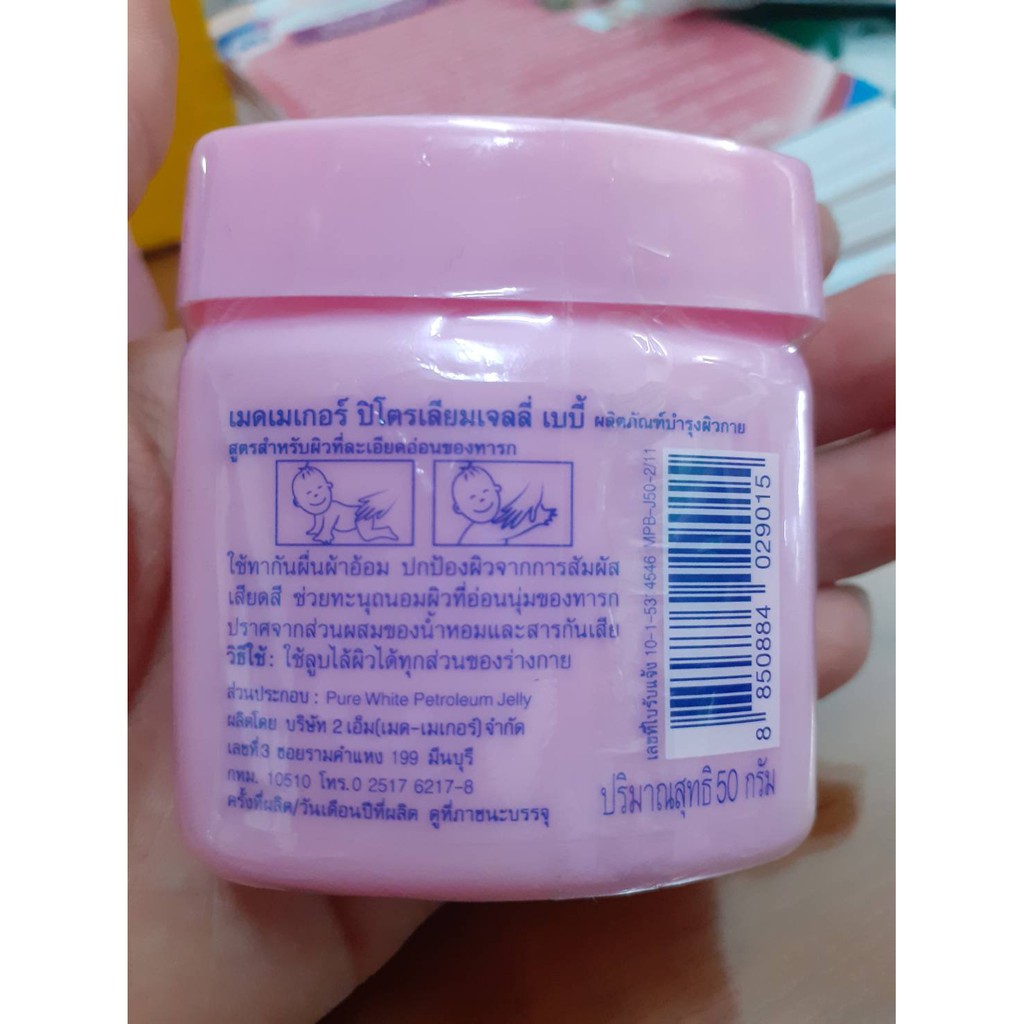 เมดเมเกอร์ ปิโตรเลียมเจลลี่ เบบี้ ผลิตภัณฑ์บำรุงผิวกาย
สูตรสำหรับผิวที่ละเอียดอ่อนของทารก
ใช้ทากันผื่นผ้าอ้อม ปกป้องผิวจากการสัมผัส
เสียดสี ช่วยทะนุถนอมผิวที่อ่อนนุ่มของทารก
ปราศจากส่วนผสมของน้ำหอมและสารกันเสีย
วิธีใช้: ใช้ลูบไล้ผิวได้ทุกส่วนของร่างกาย
ส่วนประกอบ : Pure White Petroleum Jelly
ผลิตโดย บริษัท 2 เอ็ม(เมด-เมเกอร์) จำกัด
เลขที่3 ซอยรามคำแหง 199 มีนบุรี
กทม. 10510 โทร.0 2517 6217-8
ครั้งที่ผลิต/วันเดือนปีที่ผลิต ดูที่ภาชนะบรรจุ
เลขที่ใบรับแจ้ง 10-1-53 4546 MPB-J50-2/11
8 850884 029015
ปริมาณสุทธิ 50 กรัม